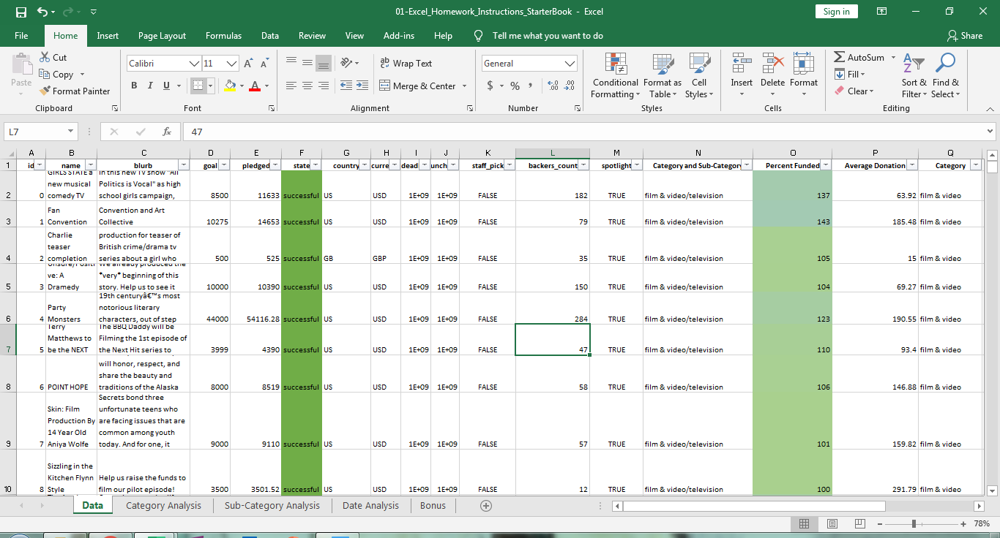 01-Excel_Homework_Instructions_StarterBook - Excel
Sign in
File Home Insert Page Layout Formulas Data Review View Add-ins Help Tell me what you want to do Share
Paste Cut Copy Format Painter
Calibri 11 A A
B I U A
ab Wrap Text
Merge & Center
General
$ % ,
Conditional Formatting Format as Table Cell Styles
Insert Delete Format
AutoSum Fill Clear
Sort & Filter Find & Select
Clipboard Font Alignment Number Styles Cells Editing
L7 fx 47
A B C D E F G H I J K L M N O P Q
1 id name blurb goal pledged state country curre dead unch staff_pick backers_count spotlight Category and Sub-Category Percent Funded Average Donation Category
GIRLS STATE a In this new TV show "All
new musical Politics is Vocal" as high
2 0 comedy TV school girls campaign, 8500 11633 successful US USD 1E+09 1E+09 FALSE 182 TRUE film & video/television 137 63.92 film & video
Fan Convention and Art
3 1 Convention Collective 10275 14653 successful US USD 1E+09 1E+09 FALSE 79 TRUE film & video/television 143 185.48 film & video
Charlie production for teaser of
teaser British crime/drama tv
4 2 completion series about a girl who 500 525 successful GB GBP 1E+09 1E+09 FALSE 35 TRUE film & video/television 105 15 film & video
Unsure/Positi We already produced the
ve: A *very* beginning of this
5 3 Dramedy story. Help us to see it 10000 10390 successful US USD 1E+09 1E+09 FALSE 150 TRUE film & video/television 104 69.27 film & video
19th centuryâ€™s most
Party notorious literary
6 4 Monsters characters, out of step 44000 54116.28 successful US USD 1E+09 1E+09 FALSE 284 TRUE film & video/television 123 190.55 film & video
Terry The BBQ Daddy will be
Matthews to Filming the 1st episode of
7 5 be the NEXT the Next Hit series to 3999 4390 successful US USD 1E+09 1E+09 FALSE 47 TRUE film & video/television 110 93.4 film & video
will honor, respect, and
share the beauty and
8 6 POINT HOPE traditions of the Alaska 8000 8519 successful US USD 1E+09 1E+09 FALSE 58 TRUE film & video/television 106 146.88 film & video
Secrets bond three
Skin: Film unfortunate teens who
Production By are facing issues that are
14 Year Old common among youth
9 7 Aniya Wolfe today. And for one, it 9000 9110 successful US USD 1E+09 1E+09 FALSE 57 TRUE film & video/television 101 159.82 film & video
Sizzling in the
Kitchen Flynn Help us raise the funds to
10 8 Style film our pilot episode! 3500 3501.52 successful US USD 1E+09 1E+09 FALSE 12 TRUE film & video/television 100 291.79 film & video
Data Category Analysis Sub-Category Analysis Date Analysis Bonus
78%